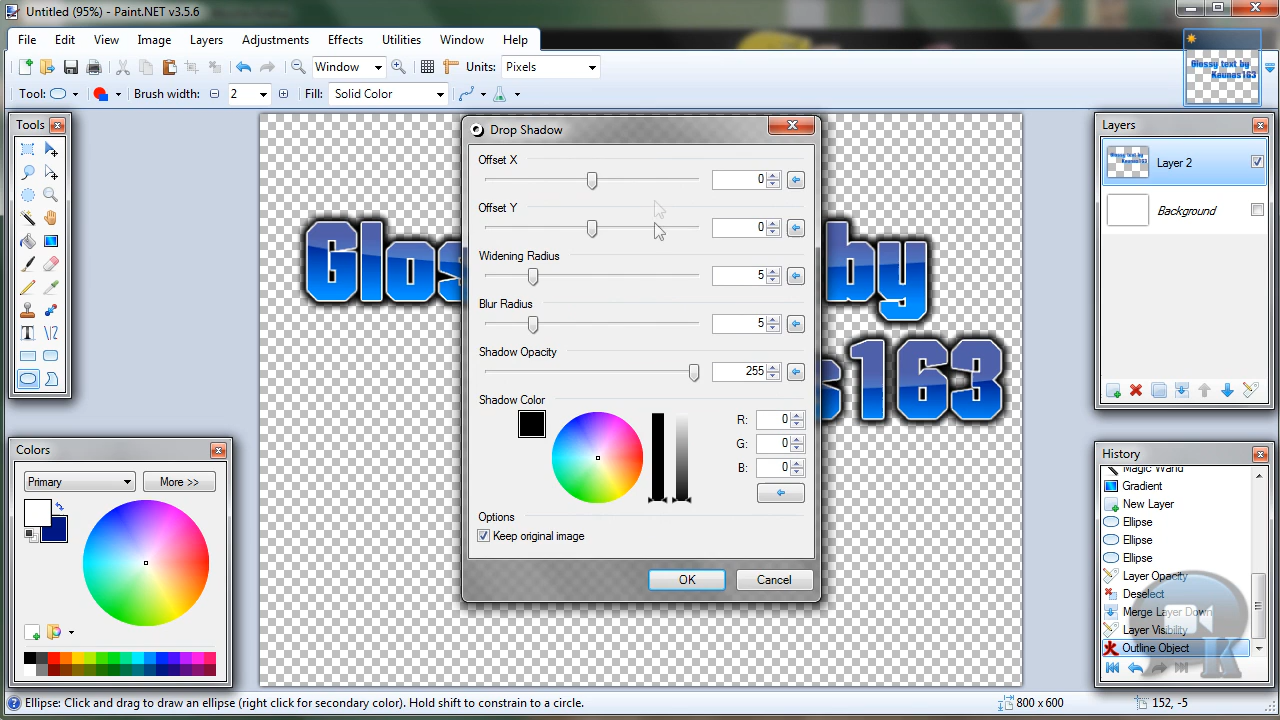 Untitled (95%) - Paint.NET v3.5.6
File Edit View Image Layers Adjustments Effects Utilities Window Help
Window
Tool: Brush width: 2 Fill: Solid Color
Glossy text by
Kaunas163
Tools
Drop Shadow
Offset X
0
Offset Y
0
Widening Radius
5
Blur Radius
5
Shadow Opacity
255
Shadow Color
R: 0
G: 0
B: 0
Options
Keep original image
OK Cancel
by
163
Layers
Layer 2
Background
Colors
Primary More >>
History
Magic Wand
Gradient
New Layer
Ellipse
Ellipse
Ellipse
Layer Opacity
Deselect
Merge Layer Down
Layer Visibility
Outline Object
K
Ellipse: Click and drag to draw an ellipse (right click for secondary color). Hold shift to constrain to a circle.
800 x 600
152, -5